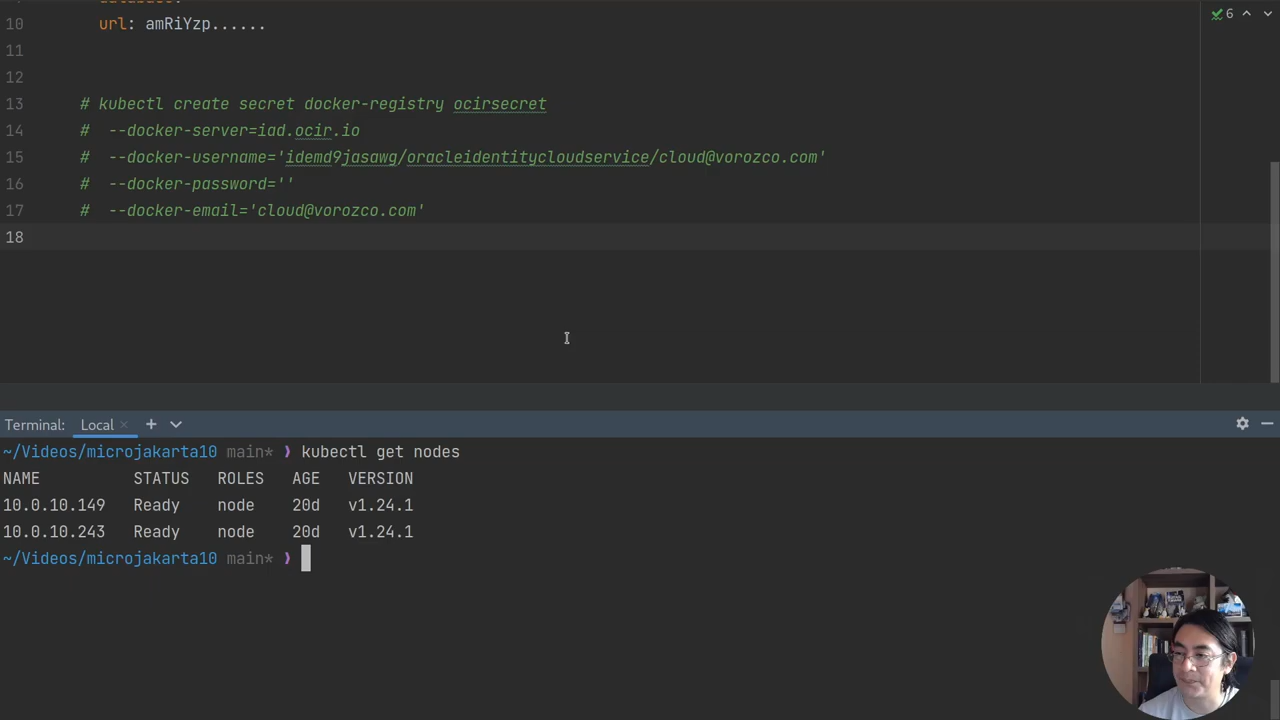 10 url: amRiYzp......
11
12
13 # kubectl create secret docker-registry ocirsecret
14 #  --docker-server=iad.ocir.io
15 #  --docker-username='idemd9jasawg/oracleidentitycloudservice/cloud@vorozco.com'
16 #  --docker-password=''
17 #  --docker-email='cloud@vorozco.com'
18
6
Terminal: Local × +
~/Videos/microjakarta10 main* ❯ kubectl get nodes
NAME STATUS ROLES AGE VERSION
10.0.10.149 Ready node 20d v1.24.1
10.0.10.243 Ready node 20d v1.24.1
~/Videos/microjakarta10 main* ❯